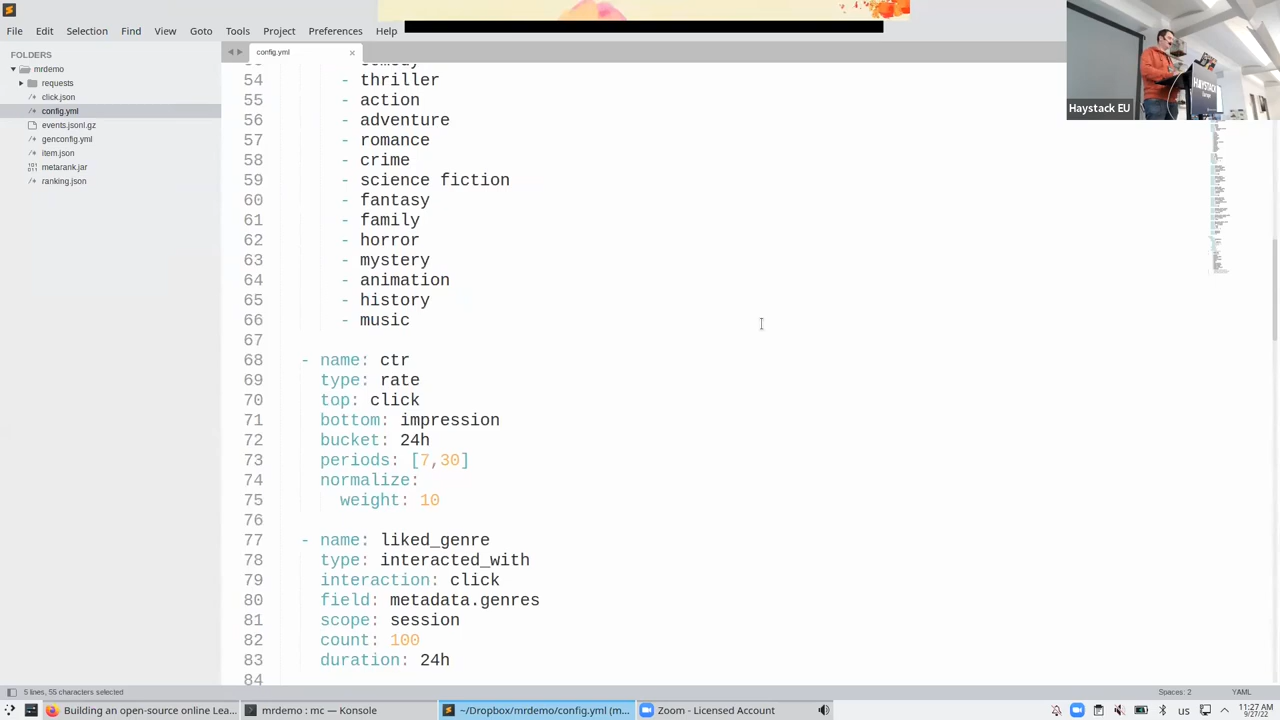 File Edit Selection Find View goto Tools Project Preferences Help
FOLDERS
mrdemo
requests
click.json
config.yml
events.jsonl.gz
genconfig.yml
item.json
metarank.jar
ranking.json
config.yml
54 - thriller
55 - action
56 - adventure
57 - romance
58 - crime
59 - science fiction
60 - fantasy
61 - family
62 - horror
63 - mystery
64 - animation
65 - history
66 - music
67
68 - name: ctr
69 type: rate
70 top: click
71 bottom: impression
72 bucket: 24h
73 periods: [7,30]
74 normalize:
75 weight: 10
76
77 - name: liked_genre
78 type: interacted_with
79 interaction: click
80 field: metadata.genres
81 scope: session
82 count: 100
83 duration: 24h
84
HAYSTACK
Haystack EU
5 lines, 55 characters selected
Spaces: 2
YAML
Building an open-source online Lea...
mrdemo : mc — Konsole
~/Dropbox/mrdemo/config.yml (m...
Zoom - Licensed Account
us
11:27 AM
9/27/22